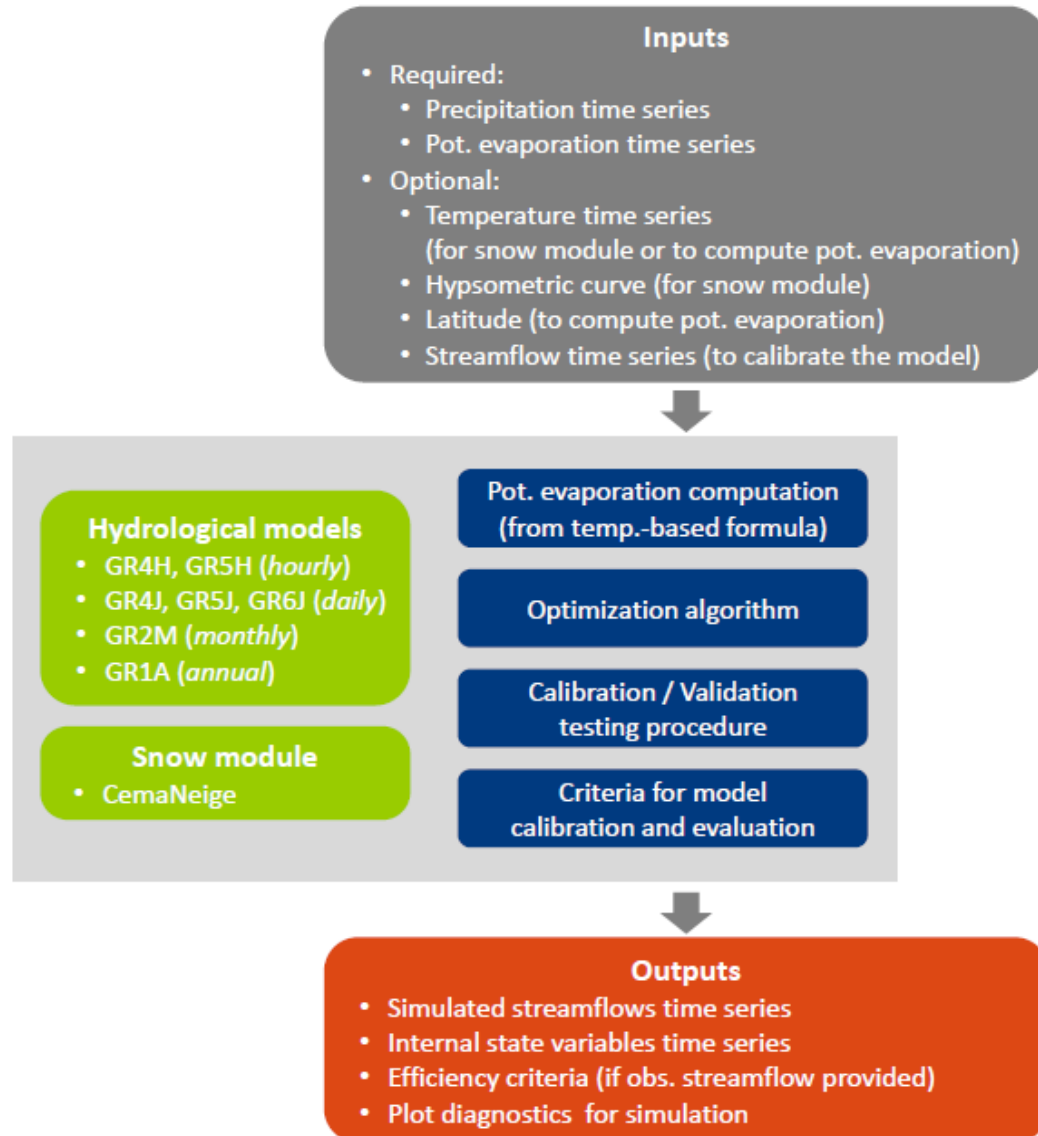 Inputs
• Required:
• Precipitation time series
• Pot. evaporation time series
• Optional:
• Temperature time series
(for snow module or to compute pot. evaporation)
• Hypsometric curve (for snow module)
• Latitude (to compute pot. evaporation)
• Streamflow time series (to calibrate the model)
Hydrological models
• GR4H, GR5H (hourly)
• GR4J, GR5J, GR6J (daily)
• GR2M (monthly)
• GR1A (annual)
Snow module
• CemaNeige
Pot. evaporation computation
(from temp.-based formula)
Optimization algorithm
Calibration / Validation
testing procedure
Criteria for model
calibration and evaluation
Outputs
• Simulated streamflows time series
• Internal state variables time series
• Efficiency criteria (if obs. streamflow provided)
• Plot diagnostics for simulation